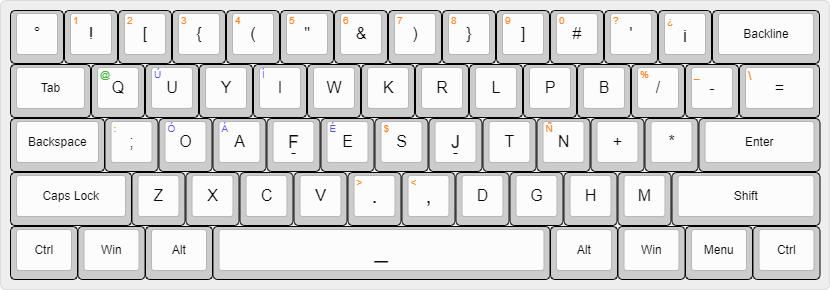 ° 1 ! 2 [ 3 { 4 ( 5 " 6 & 7 ) 8 } 9 ] 0 # ? ' ¿ ¡ Backline
Tab @ Q Ú U Y Í I W K R L P B % / _ - \ =
Backspace : ; Ó O Á A F É E $ S J T Ñ N + * Enter
Caps Lock Z X C V > . < , D G H M Shift
Ctrl Win Alt _ Alt Win Menu Ctrl